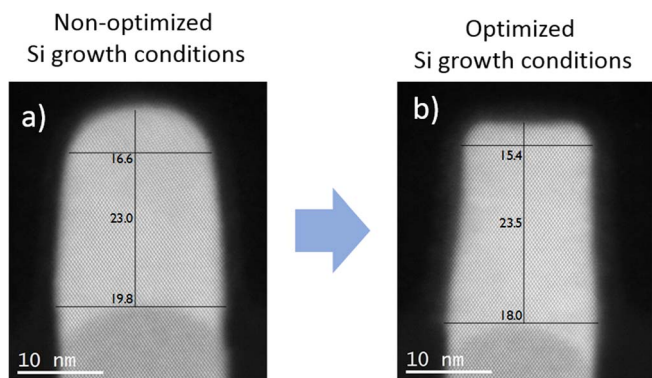 Non-optimized
Si growth conditions
Optimized
Si growth conditions
a)
16.6
23.0
19.8
10 nm
b)
15.4
23.5
18.0
10 nm